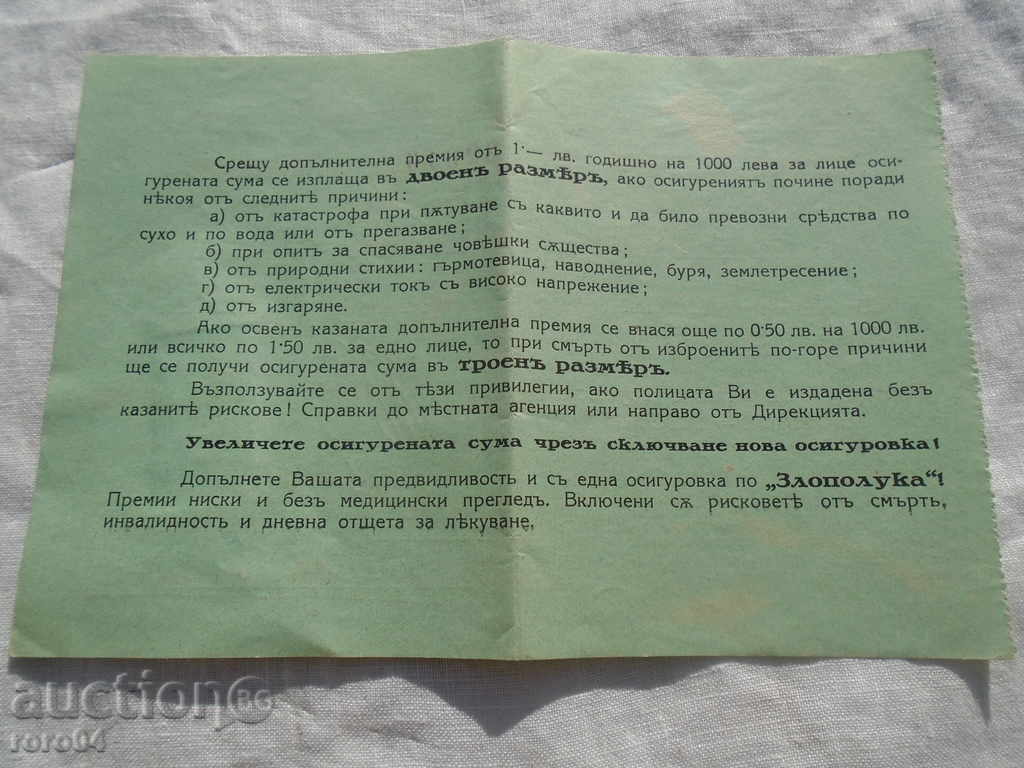 Срещу допълнителна премия отъ 1·— лв. годишно на 1000 лева за лице оси-
гурената сума се изплаща въ двоенъ размѣръ, ако осигурениятъ почине поради
нѣкоя отъ следнитѣ причини:
а) отъ катастрофа при пѫтуване съ каквито и да било превозни срѣдства по
сухо и по вода или отъ прегазване;
б) при опитъ за спасяване човѣшки сѫщества;
в) отъ природни стихии: гърмотевица, наводнение, буря, землетресение;
г) отъ електрически токъ съ високо напрежение;
д) отъ изгаряне.
Ако освенъ казаната допълнителна премия се внася още по 0·50 лв. на 1000 лв.
или всичко по 1·50 лв. за едно лице, то при смърть отъ изброенитѣ по-горе причини
ще се получи осигурената сума въ троенъ размѣръ.
Възползувайте се отъ тѣзи привилегии, ако полицата Ви е издадена безъ
казанитѣ рискове! Справки до мѣстната агенция или направо отъ Дирекцията.
Увеличете осигурената сума чрезъ сключване нова осигуровка!
Допълнете Вашата предвидливость и съ една осигуровка по „Злополука“!
Премии ниски и безъ медицински прегледъ. Включени сѫ рисковетѣ отъ смърть,
инвалидность и дневна отщета за лѣкуване.
auction BG
roro04